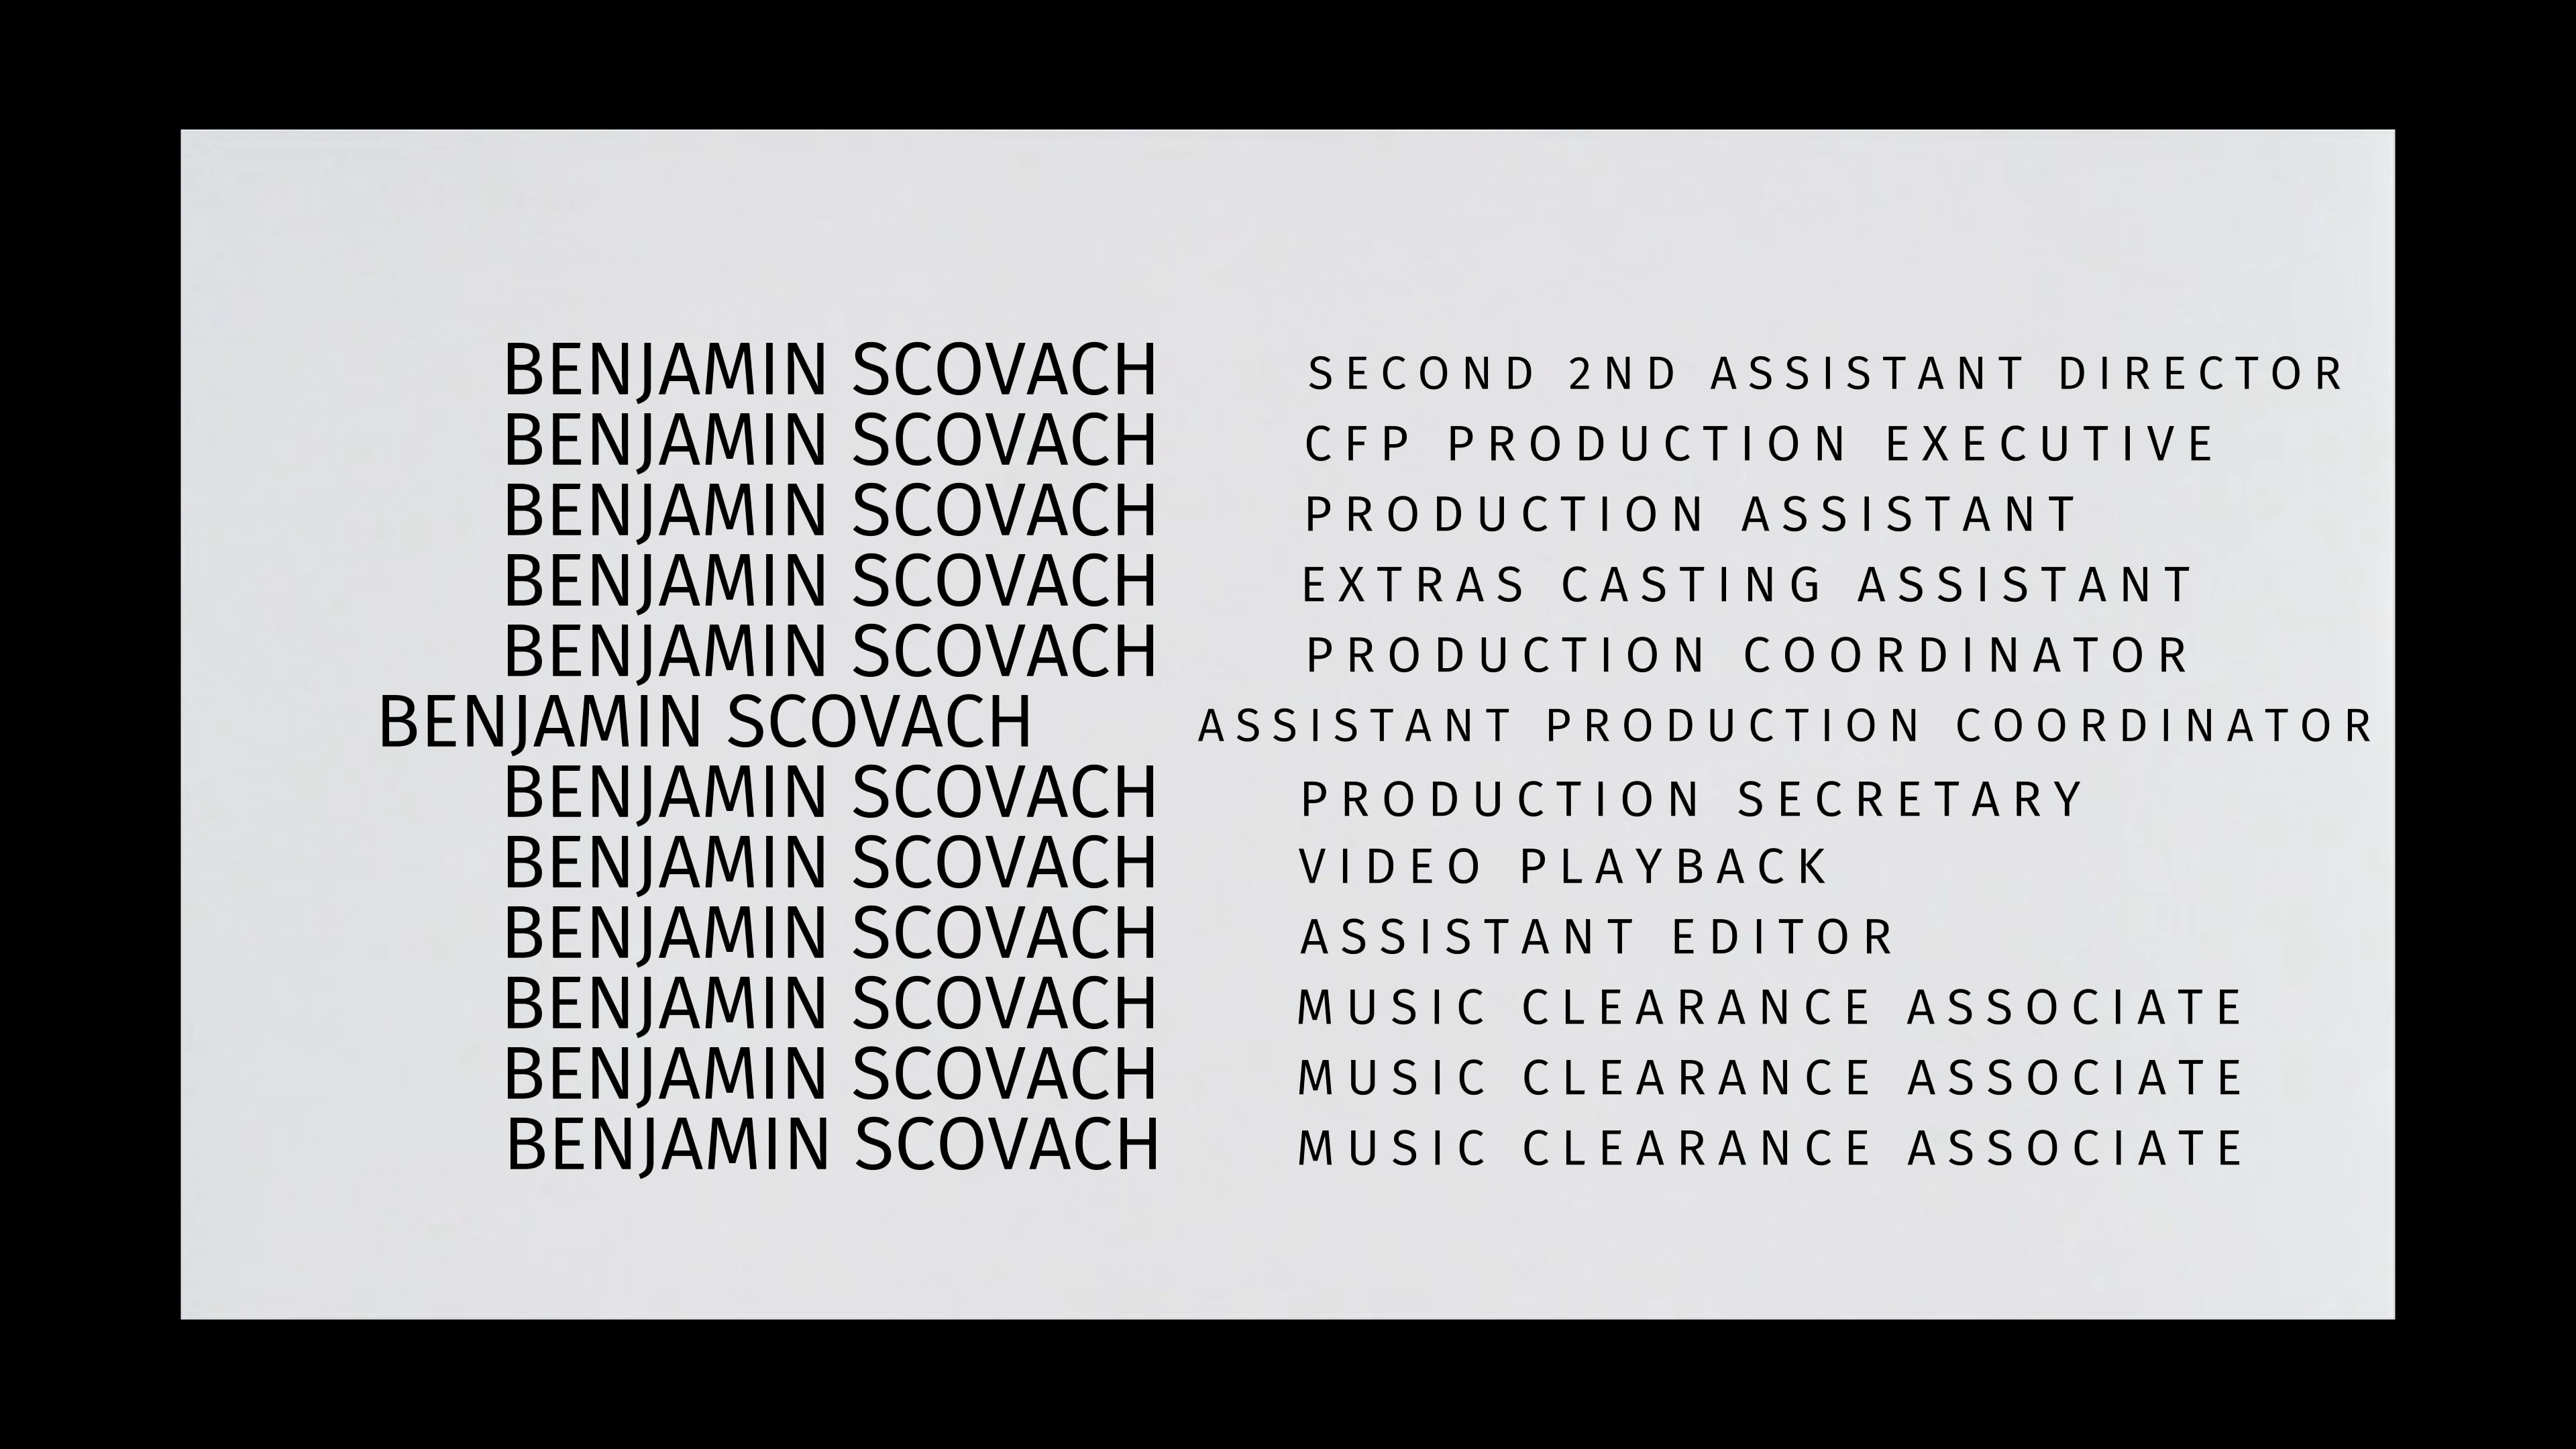 BENJAMIN SCOVACH SECOND 2ND ASSISTANT DIRECTOR
BENJAMIN SCOVACH CFP PRODUCTION EXECUTIVE
BENJAMIN SCOVACH PRODUCTION ASSISTANT
BENJAMIN SCOVACH EXTRAS CASTING ASSISTANT
BENJAMIN SCOVACH PRODUCTION COORDINATOR
BENJAMIN SCOVACH ASSISTANT PRODUCTION COORDINATOR
BENJAMIN SCOVACH PRODUCTION SECRETARY
BENJAMIN SCOVACH VIDEO PLAYBACK
BENJAMIN SCOVACH ASSISTANT EDITOR
BENJAMIN SCOVACH MUSIC CLEARANCE ASSOCIATE
BENJAMIN SCOVACH MUSIC CLEARANCE ASSOCIATE
BENJAMIN SCOVACH MUSIC CLEARANCE ASSOCIATE